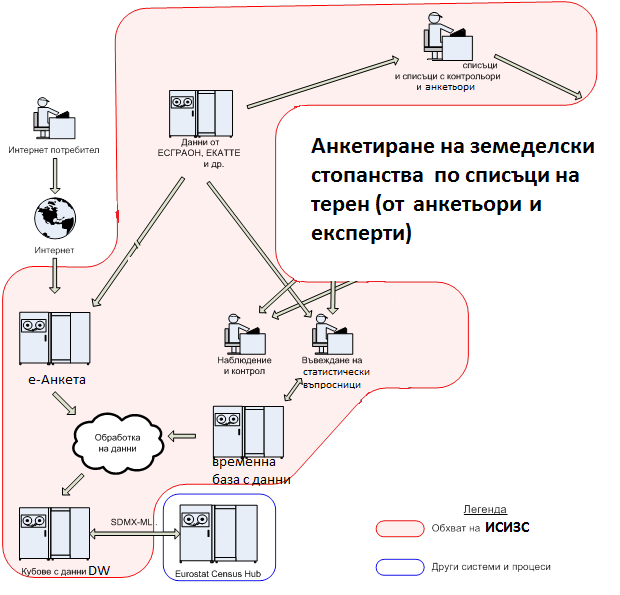 списъци
и списъци с контрольори
и анкетьори
Данни от
ЕСГРАОН, ЕКАТТЕ
и др.
Интернет потребител
Анкетиране на земеделски
стопанства по списъци на
терен (от анкетьори и
експерти)
Интернет
Наблюдение
и контрол
Въвеждане на
статистически
въпросници
е-Анкета
Обработка
на данни
временна
база с данни
SDMX-ML..
Кубове с данни DW
Eurostat Census Hub
Легенда
Обхват на ИСИЗС
Други системи и процеси